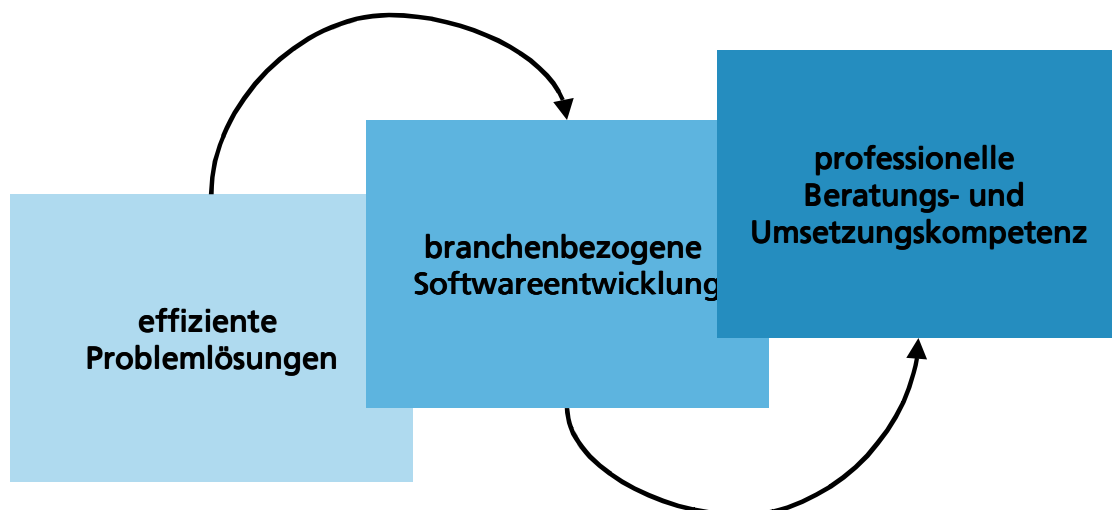 effiziente
Problemlösungen
branchenbezogene
Softwareentwicklung
professionelle
Beratungs- und
Umsetzungskompetenz